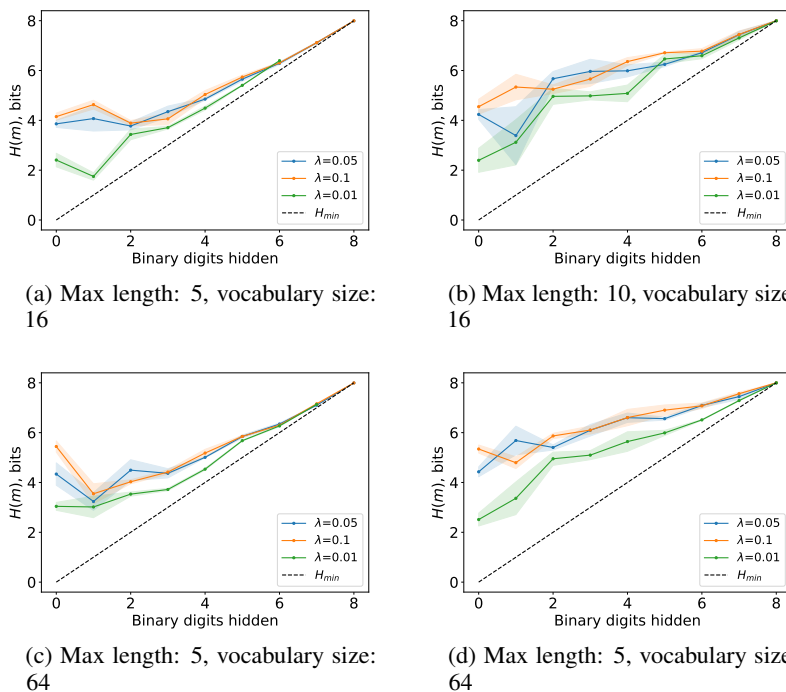 8
6
4
2
0
H(m), bits
λ=0.05
λ=0.1
λ=0.01
H_min
0 2 4 6 8
Binary digits hidden
(a) Max length: 5, vocabulary size:
16
8
6
4
2
0
H(m), bits
λ=0.05
λ=0.1
λ=0.01
H_min
0 2 4 6 8
Binary digits hidden
(b) Max length: 10, vocabulary size
16
8
6
4
2
0
H(m), bits
λ=0.05
λ=0.1
λ=0.01
H_min
0 2 4 6 8
Binary digits hidden
(c) Max length: 5, vocabulary size:
64
8
6
4
2
0
H(m), bits
λ=0.05
λ=0.1
λ=0.01
H_min
0 2 4 6 8
Binary digits hidden
(d) Max length: 5, vocabulary size
64